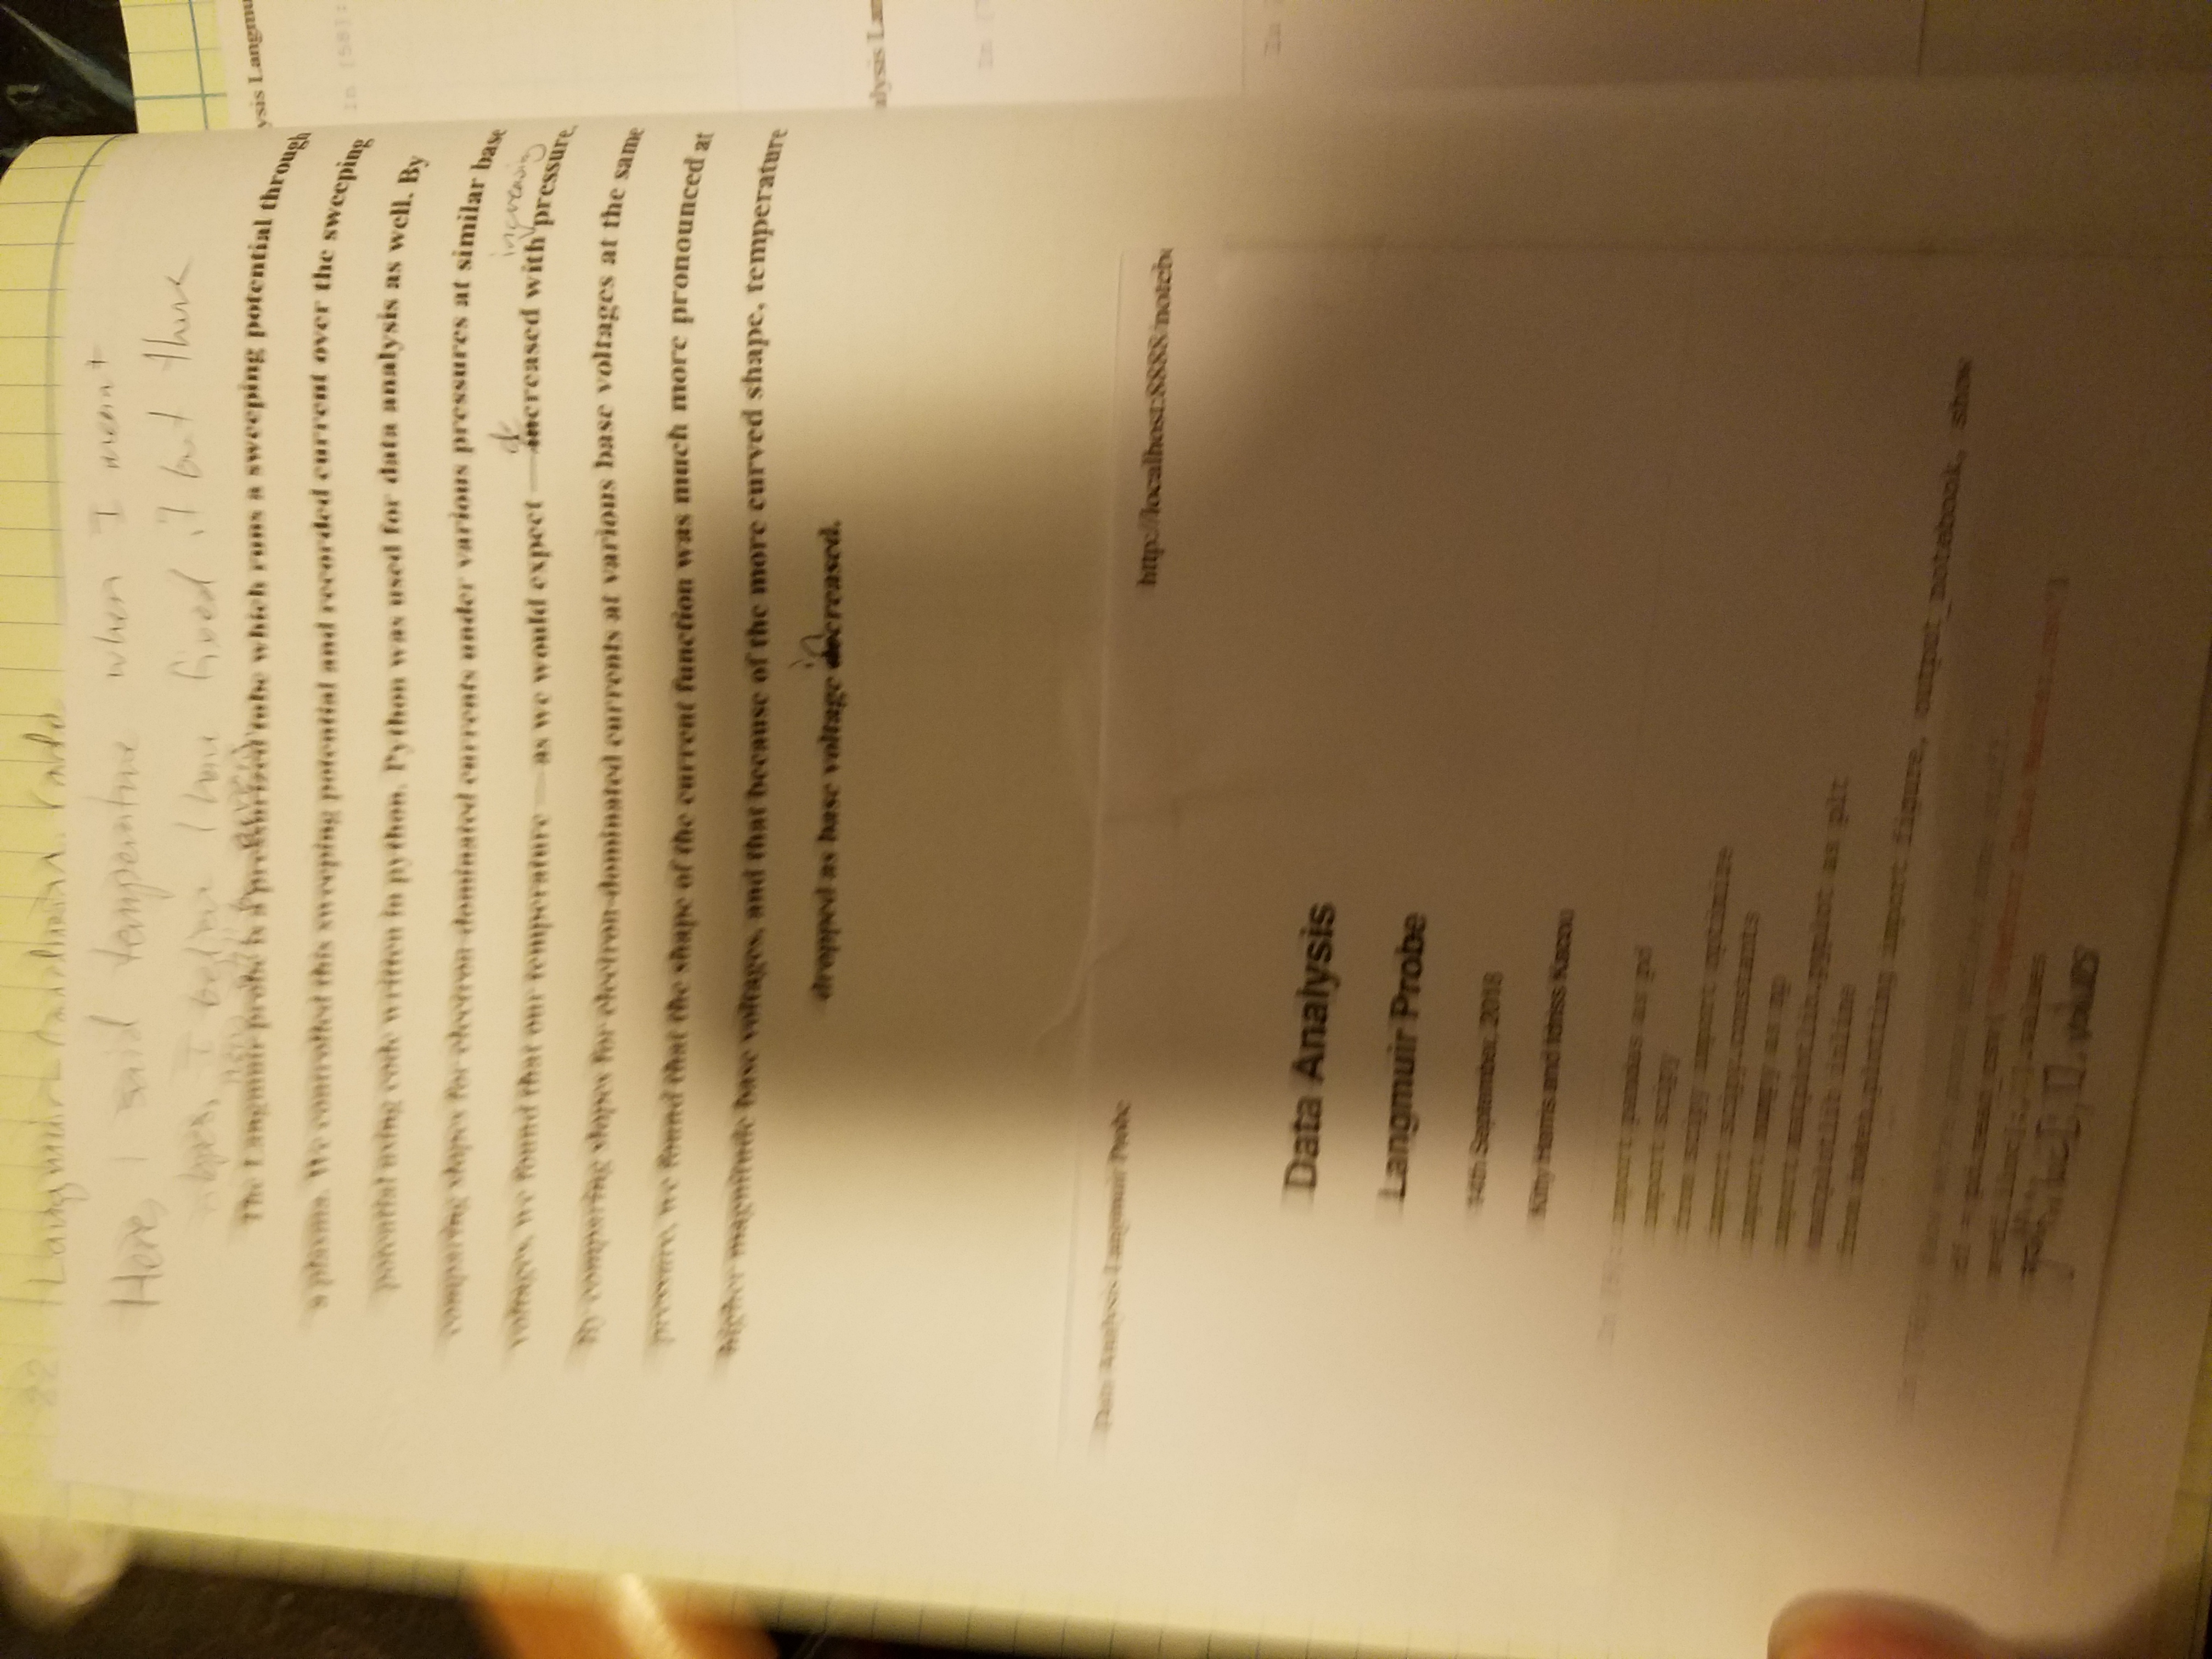 22 Langmuir - Conclusion, Code
Here, I said temperature when I meant
slopes, I believe I have fixed it but there
The Langmuir probe is a pressurized tube which runs a sweeping potential through
a plasma. We controlled this sweeping potential and recorded current over the sweeping
potential using code written in python. Python was used for data analysis as well. By
comparing slopes for electron-dominated currents under various pressures at similar base
de increasing
voltages, we found that our temperature — as we would expect — increased with pressure.
By comparing slopes for electron-dominated currents at various base voltages at the same
pressure, we found that the shape of the current function was much more pronounced at
higher magnitude base voltages, and that because of the more curved shape, temperature
in
dropped as base voltage decreased.
Data Analysis Langmuir Probe
http://localhost:8888/noteb
Data Analysis
Langmuir Probe
14th September, 2018
Kitty Harris and Idriss Kacou
import pandas as pd
import scipy
from scipy import optimize
import scipy.constants
import numpy as np
import matplotlib.pyplot as plt
%matplotlib inline
from bokeh.plotting import figure, output_notebook, show
df = pd.read_csv(
.values
.values
ysis Langmu
In [58]:
alysis Lan
In
In